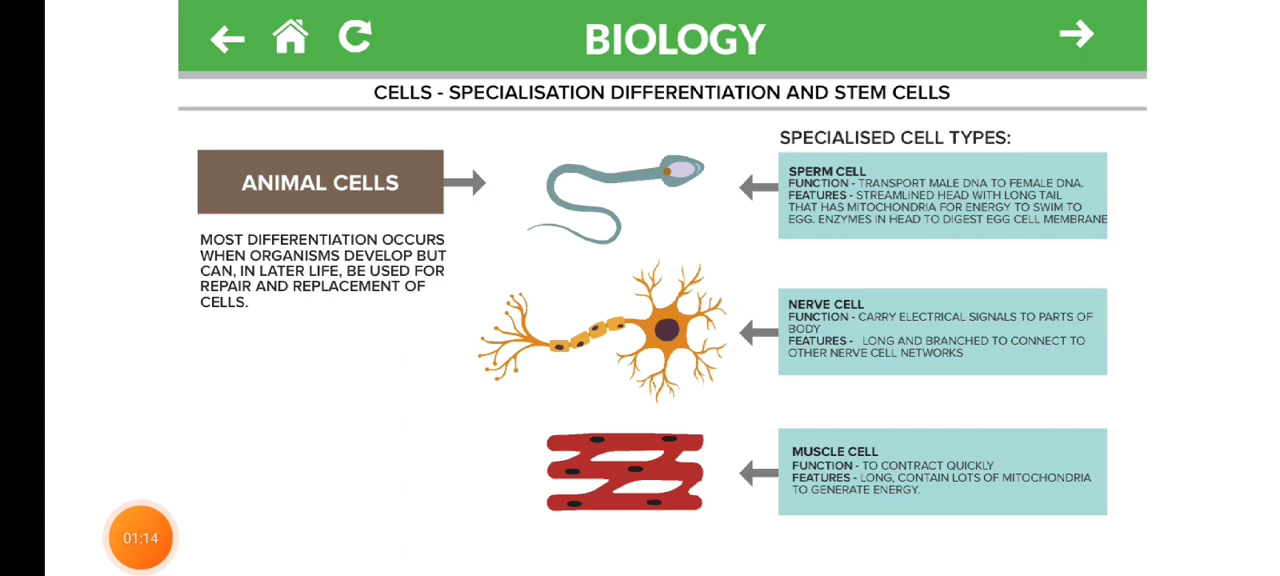 BIOLOGY
CELLS - SPECIALISATION DIFFERENTIATION AND STEM CELLS
ANIMAL CELLS
MOST DIFFERENTIATION OCCURS
WHEN ORGANISMS DEVELOP BUT
CAN, IN LATER LIFE, BE USED FOR
REPAIR AND REPLACEMENT OF
CELLS.
SPECIALISED CELL TYPES:
SPERM CELL
FUNCTION - TRANSPORT MALE DNA TO FEMALE DNA.
FEATURES - STREAMLINED HEAD WITH LONG TAIL
THAT HAS MITOCHONDRIA FOR ENERGY TO SWIM TO
EGG. ENZYMES IN HEAD TO DIGEST EGG CELL MEMBRANE
NERVE CELL
FUNCTION - CARRY ELECTRICAL SIGNALS TO PARTS OF
BODY
FEATURES - LONG AND BRANCHED TO CONNECT TO
OTHER NERVE CELL NETWORKS
MUSCLE CELL
FUNCTION - TO CONTRACT QUICKLY
FEATURES - LONG, CONTAIN LOTS OF MITOCHONDRIA
TO GENERATE ENERGY.
01:14